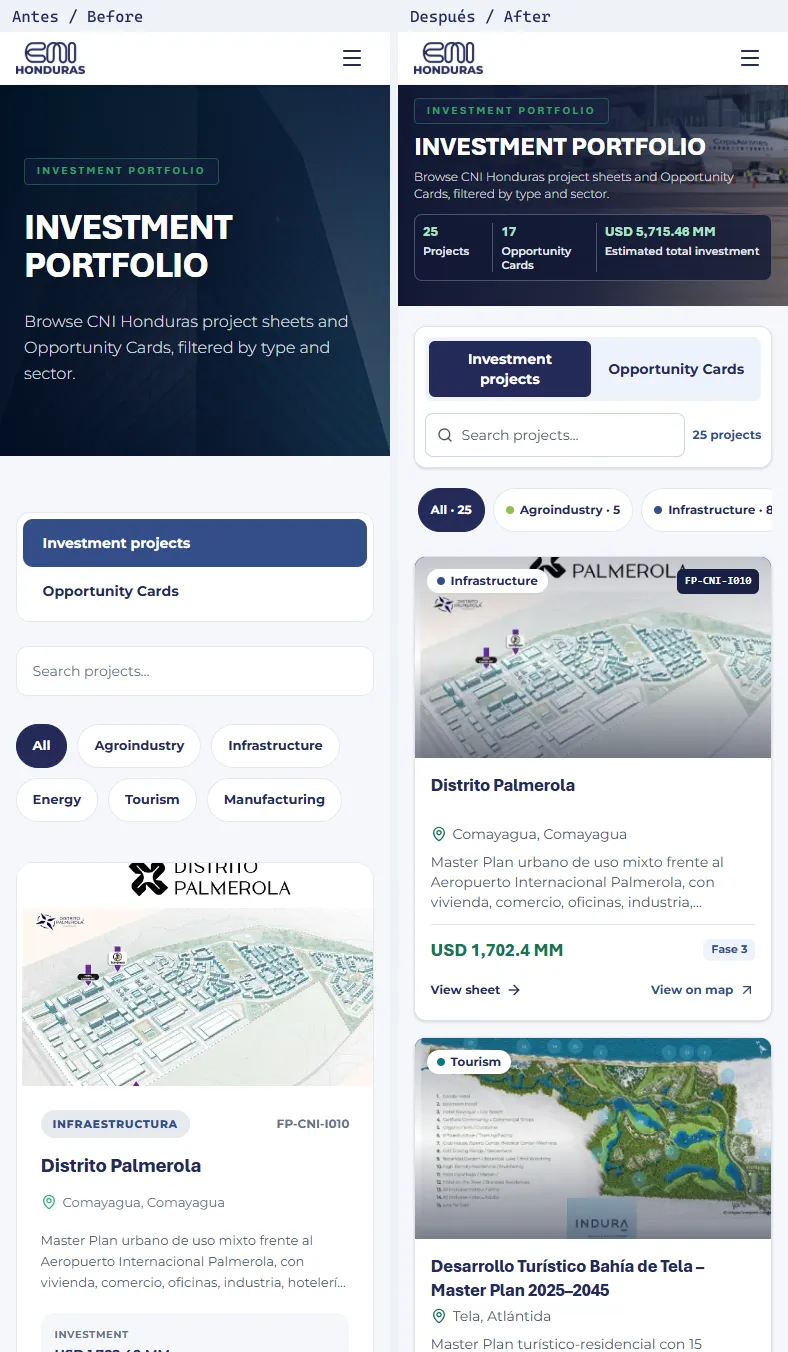 Antes / Before
CNI
HONDURAS
INVESTMENT PORTFOLIO
INVESTMENT
PORTFOLIO
Browse CNI Honduras project sheets and
Opportunity Cards, filtered by type and
sector.
Investment projects
Opportunity Cards
Search projects...
All
Agroindustry
Infrastructure
Energy
Tourism
Manufacturing
DISTRITO
PALMEROLA
DISTRITO
PALMEROLA
INFRAESTRUCTURA
FP-CNI-I010
Distrito Palmerola
Comayagua, Comayagua
Master Plan urbano de uso mixto frente al
Aeropuerto Internacional Palmerola, con
vivienda, comercio, oficinas, industria, hotelerí...
INVESTMENT
Después / After
CNI
HONDURAS
INVESTMENT PORTFOLIO
INVESTMENT PORTFOLIO
Browse CNI Honduras project sheets and Opportunity
Cards, filtered by type and sector.
25
Projects
17
Opportunity
Cards
USD 5,715.46 MM
Estimated total investment
Investment
projects
Opportunity Cards
Search projects...
25 projects
All · 25
Agroindustry · 5
Infrastructure · 8
Infrastructure
PALMEROLA
FP-CNI-I010
DISTRITO
PALMEROLA
Distrito Palmerola
Comayagua, Comayagua
Master Plan urbano de uso mixto frente al
Aeropuerto Internacional Palmerola, con
vivienda, comercio, oficinas, industria,...
USD 1,702.4 MM
Fase 3
View sheet
View on map
Tourism
INDURA
Desarrollo Turístico Bahía de Tela –
Master Plan 2025–2045
Tela, Atlántida
Master Plan turístico-residencial con 15